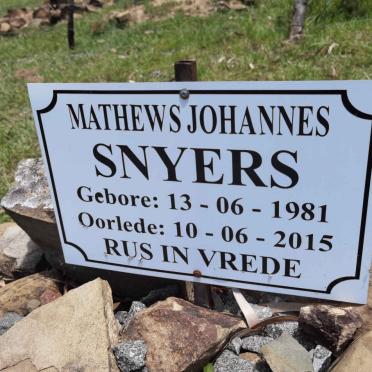 MATHEWS JOHANNES
SNYERS
Gebore: 13 - 06 - 1981
Oorlede: 10 - 06 - 2015
RUS IN VREDE